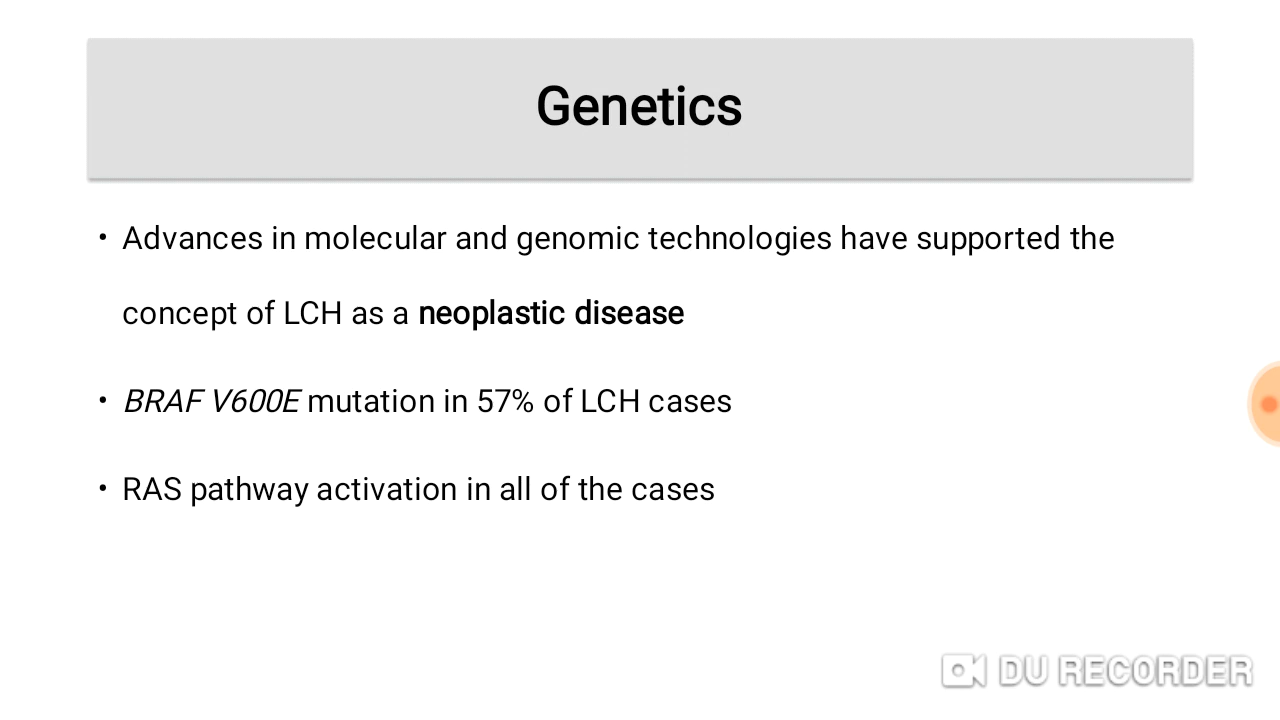 Genetics
• Advances in molecular and genomic technologies have supported the
concept of LCH as a neoplastic disease
• BRAF V600E mutation in 57% of LCH cases
• RAS pathway activation in all of the cases
DU RECORDER